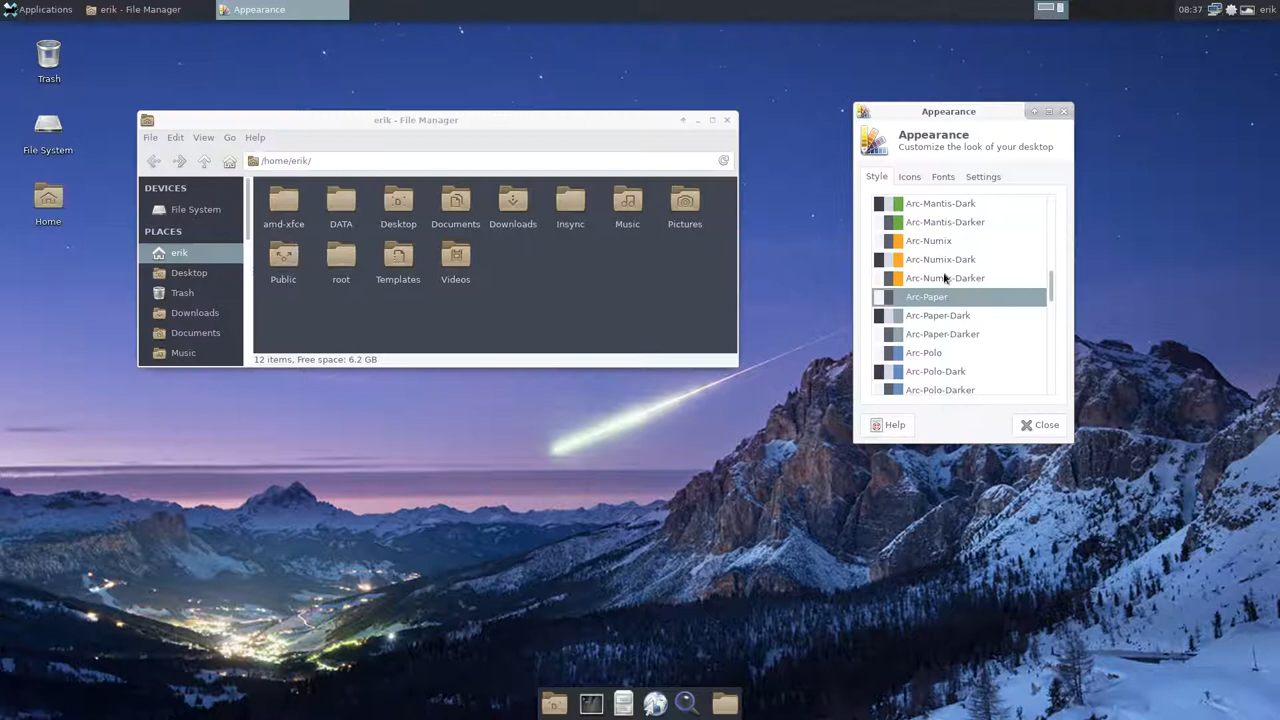 Applications
erik - File Manager
Appearance
08:37
erik
Trash
File System
Home
erik - File Manager
File Edit View Go Help
/home/erik/
DEVICES
File System
PLACES
erik
Desktop
Trash
Downloads
Documents
Music
amd-xfce DATA Desktop Documents Downloads Insync Music Pictures
Public root Templates Videos
12 items, Free space: 6.2 GB
Appearance
Appearance
Customize the look of your desktop
Style Icons Fonts Settings
Arc-Mantis-Dark
Arc-Mantis-Darker
Arc-Numix
Arc-Numix-Dark
Arc-Numix-Darker
Arc-Paper
Arc-Paper-Dark
Arc-Paper-Darker
Arc-Polo
Arc-Polo-Dark
Arc-Polo-Darker
Help
Close